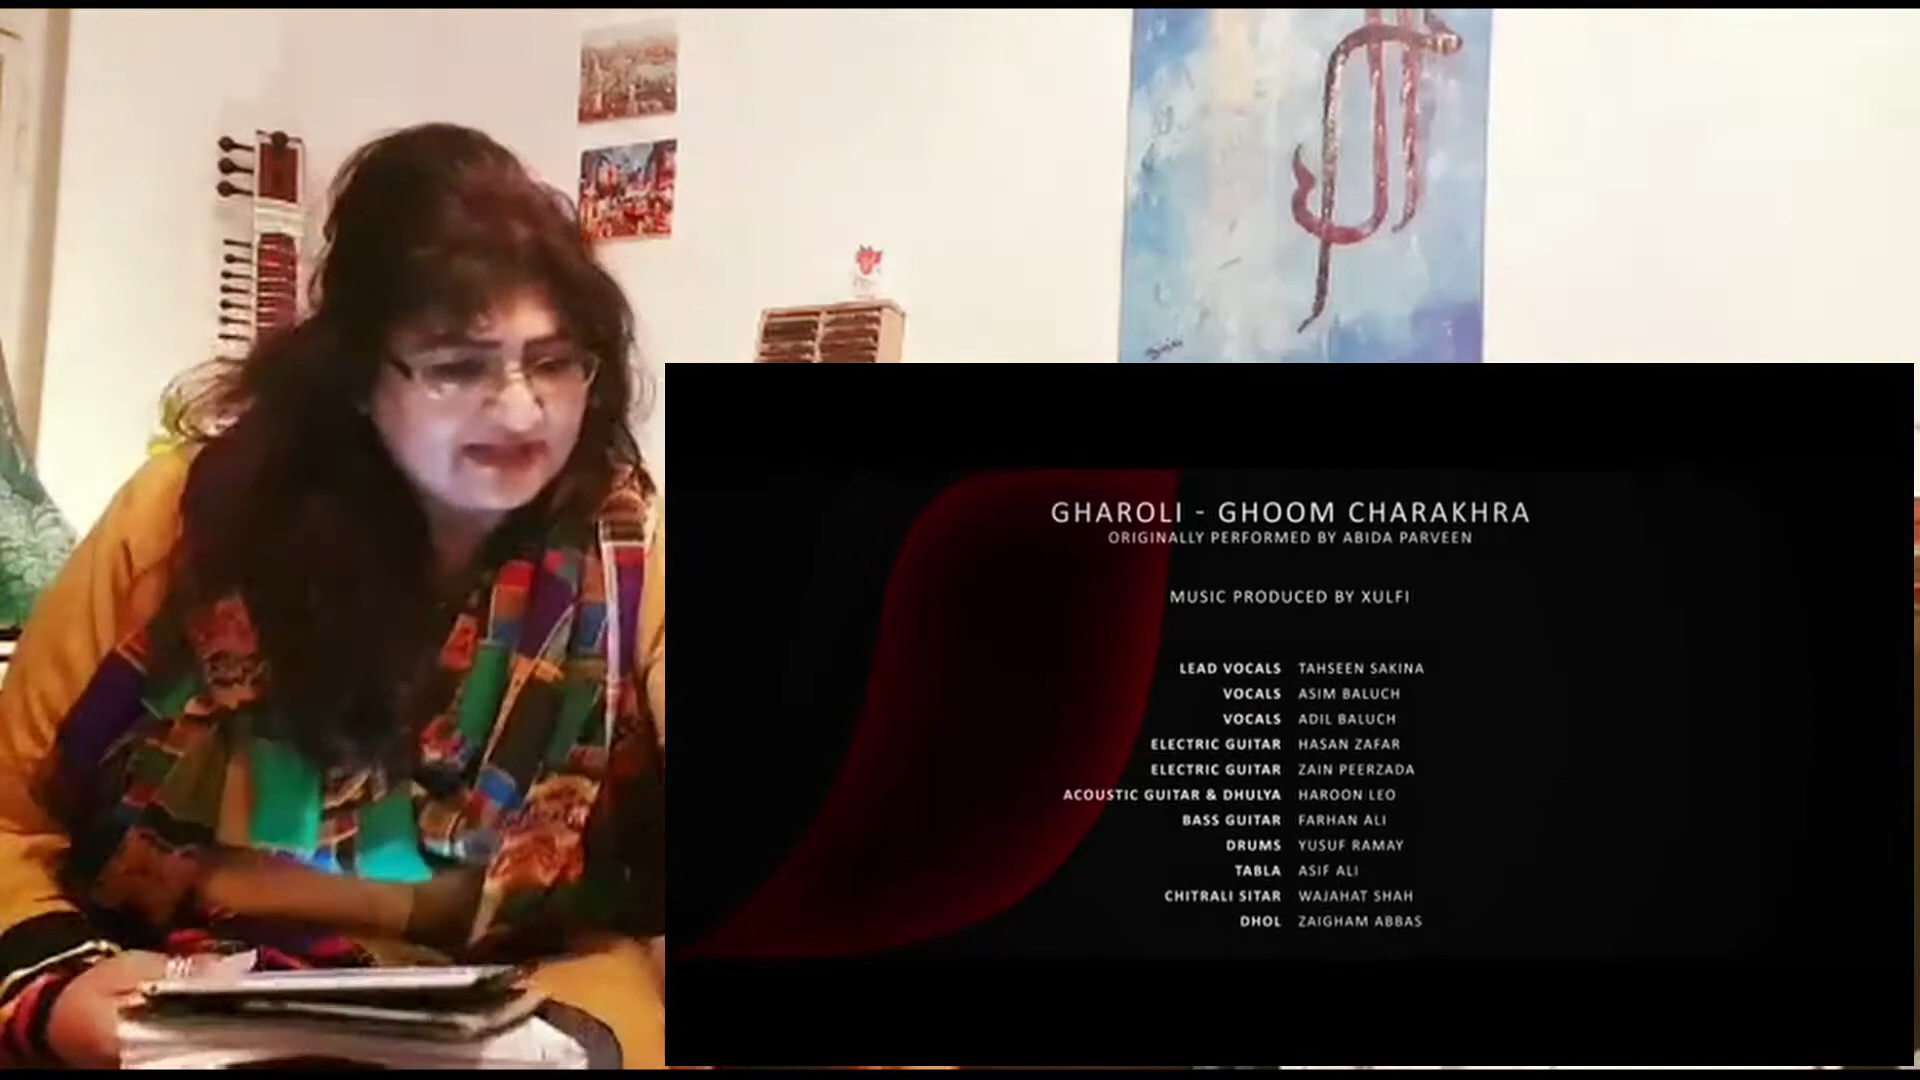 GHAROLI - GHOOM CHARAKHRA
ORIGINALLY PERFORMED BY ABIDA PARVEEN
MUSIC PRODUCED BY XULFI
LEAD VOCALS TAHSEEN SAKINA
VOCALS ASIM BALUCH
VOCALS ADIL BALUCH
ELECTRIC GUITAR HASAN ZAFAR
ELECTRIC GUITAR ZAIN PEERZADA
ACOUSTIC GUITAR & DHULYA HAROON LEO
BASS GUITAR FARHAN ALI
DRUMS YUSUF RAMAY
TABLA ASIF ALI
CHITRALI SITAR WAJAHAT SHAH
DHOL ZAIGHAM ABBAS